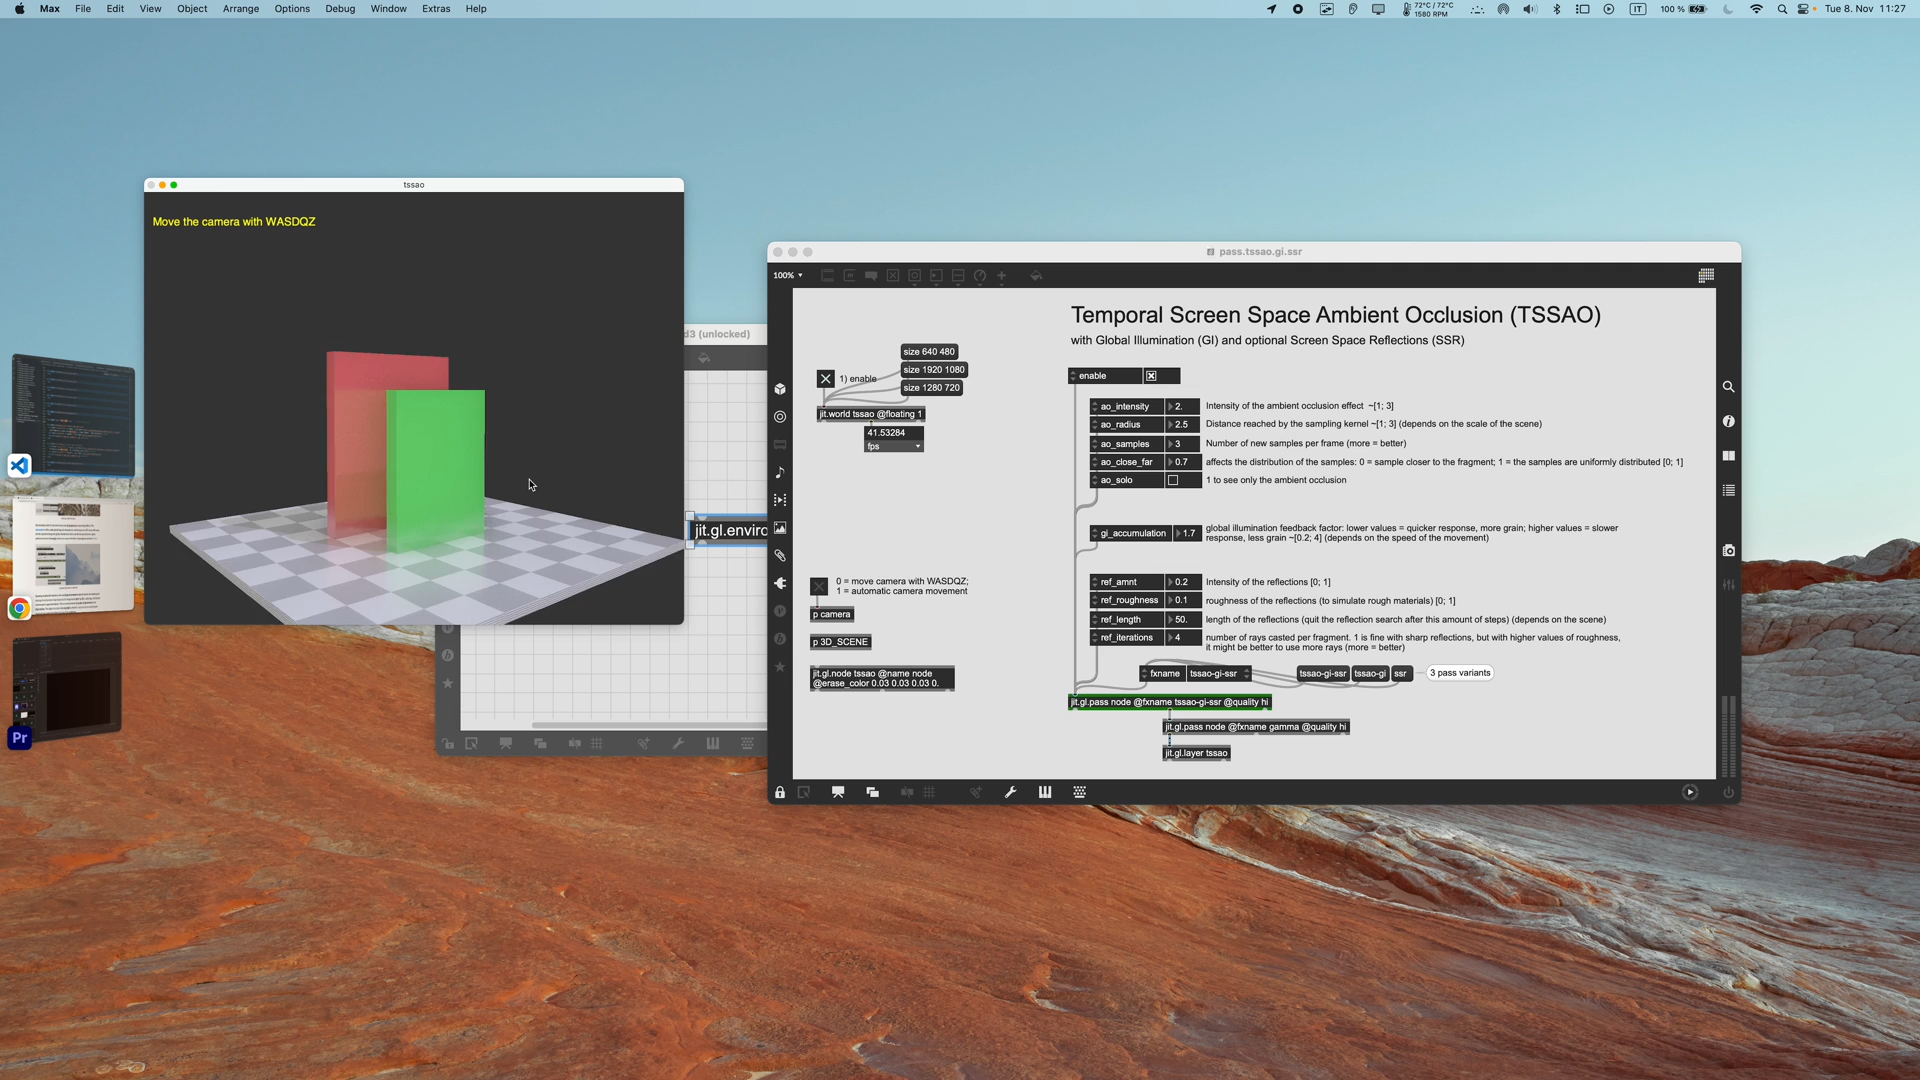 Max File Edit View Object Arrange Options Debug Window Extras Help
72°C / 72°C
1580 RPM
IT
100 %
Tue 8. Nov 11:27
tssao
Move the camera with WASDQZ
d3 (unlocked)
jit.gl.enviro
Pr
pass.tssao.gi.ssr
100%
Temporal Screen Space Ambient Occlusion (TSSAO)
with Global Illumination (GI) and optional Screen Space Reflections (SSR)
size 640 480
size 1920 1080
size 1280 720
1) enable
jit.world tssao @floating 1
41.53284
fps
enable
ao_intensity 2. Intensity of the ambient occlusion effect ~[1; 3]
ao_radius 2.5 Distance reached by the sampling kernel ~[1; 3] (depends on the scale of the scene)
ao_samples 3 Number of new samples per frame (more = better)
ao_close_far 0.7 affects the distribution of the samples: 0 = sample closer to the fragment; 1 = the samples are uniformly distributed [0; 1]
ao_solo 1 to see only the ambient occlusion
gi_accumulation 1.7 global illumination feedback factor: lower values = quicker response, more grain; higher values = slower
response, less grain ~[0.2; 4] (depends on the speed of the movement)
0 = move camera with WASDQZ;
1 = automatic camera movement
p camera
p 3D_SCENE
jit.gl.node tssao @name node
@erase_color 0.03 0.03 0.03 0.
ref_amnt 0.2 Intensity of the reflections [0; 1]
ref_roughness 0.1 roughness of the reflections (to simulate rough materials) [0; 1]
ref_length 50. length of the reflections (quit the reflection search after this amount of steps) (depends on the scene)
ref_iterations 4 number of rays casted per fragment. 1 is fine with sharp reflections, but with higher values of roughness,
it might be better to use more rays (more = better)
fxname tssao-gi-ssr tssao-gi-ssr tssao-gi ssr 3 pass variants
jit.gl.pass node @fxname tssao-gi-ssr @quality hi
jit.gl.pass node @fxname gamma @quality hi
jit.gl.layer tssao